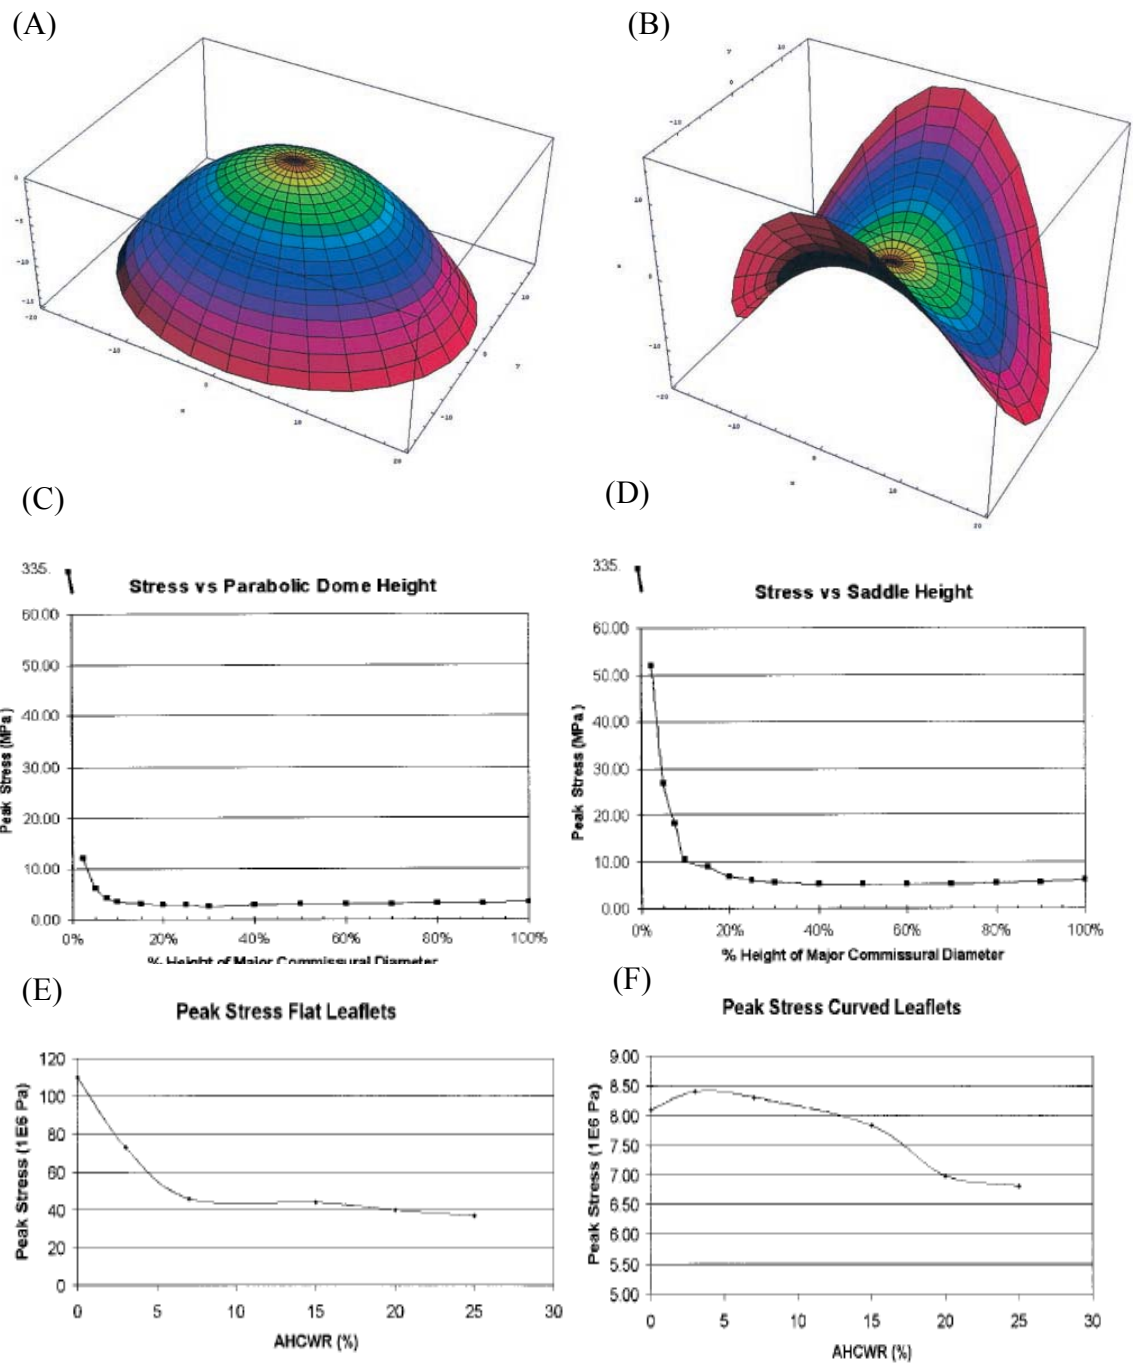 (A)
(B)
(C)
(D)
335.
Stress vs Parabolic Dome Height
60.00
50.00
40.00
30.00
20.00
10.00
0.00
Peak Stress (MPa)
0% 20% 40% 60% 80% 100%
% Height of Major Commissural Diameter
335.
Stress vs Saddle Height
60.00
50.00
40.00
30.00
20.00
10.00
0.00
Peak Stress (MPa)
0% 20% 40% 60% 80% 100%
% Height of Major Commissural Diameter
(E)
Peak Stress Flat Leaflets
120
100
80
60
40
20
0
Peak Stress (1E6 Pa)
0 5 10 15 20 25 30
AHCWR (%)
(F)
Peak Stress Curved Leaflets
9.00
8.50
8.00
7.50
7.00
6.50
6.00
5.50
5.00
Peak Stress (1E6 Pa)
0 5 10 15 20 25 30
AHCWR (%)